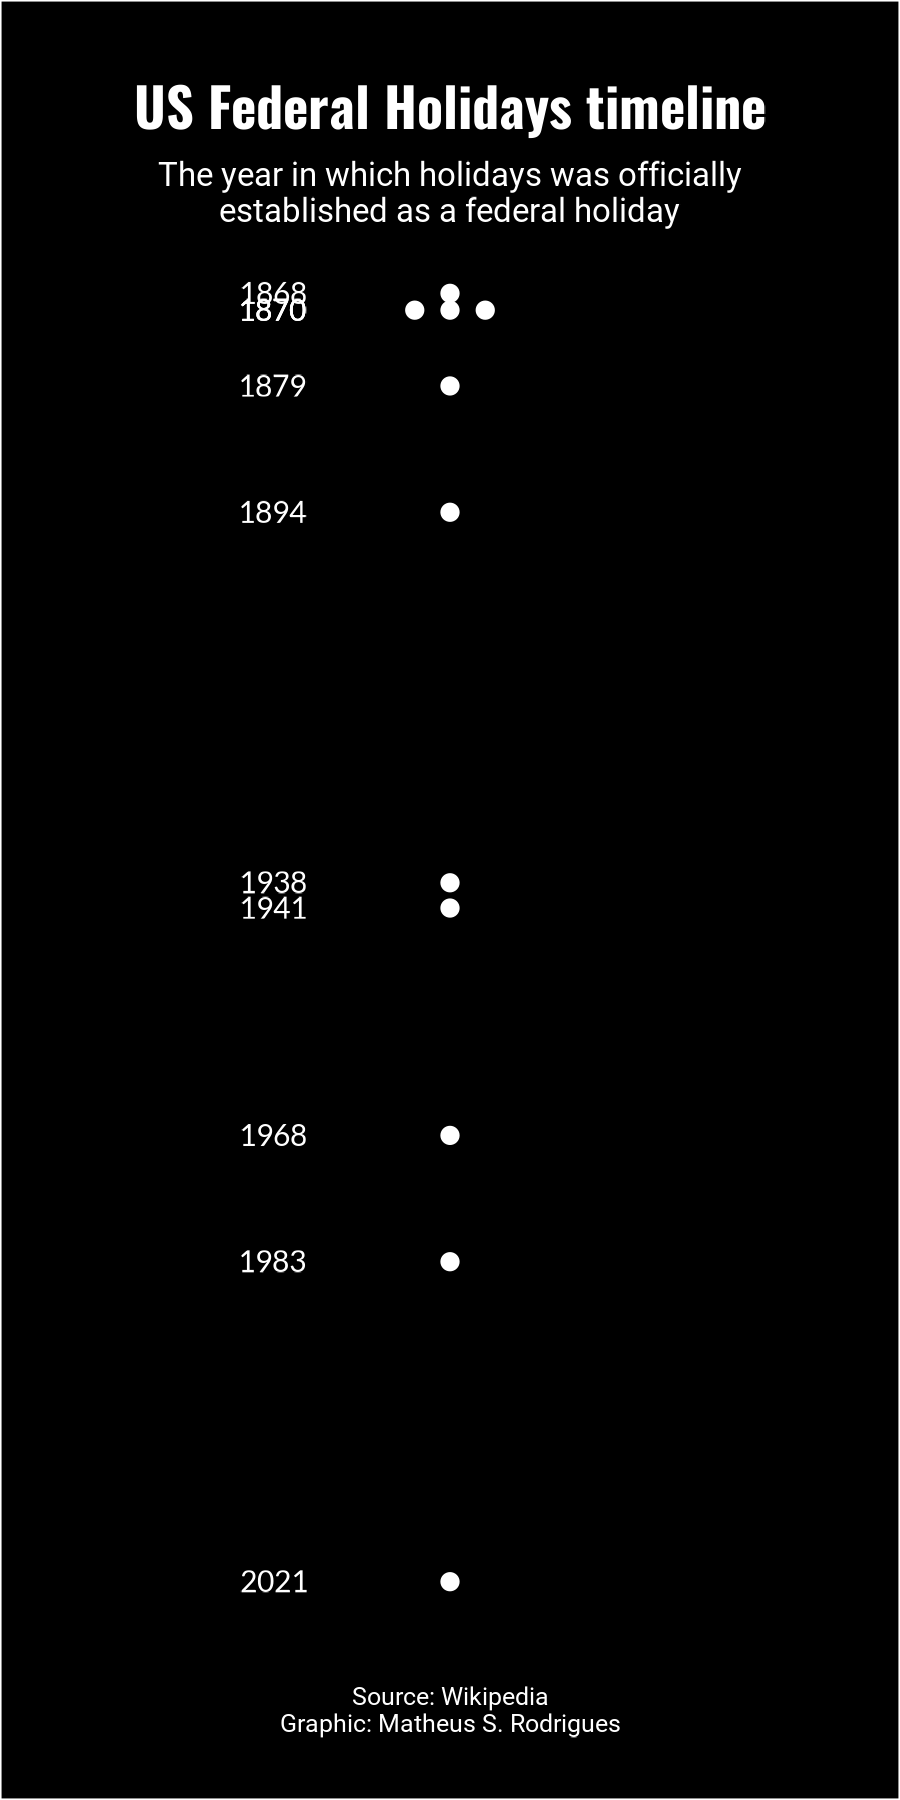 US Federal Holidays timeline
The year in which holidays was officially
established as a federal holiday
1868
1870
1879
1894
1938
1941
1968
1983
2021
Source: Wikipedia
Graphic: Matheus S. Rodrigues